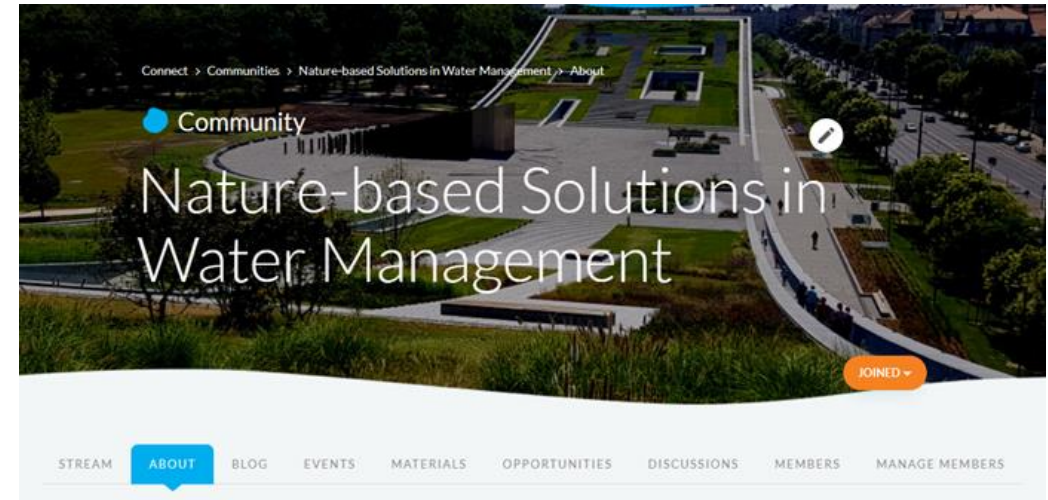 Connect > Communities > Nature-based Solutions in Water Management > About
Community
Nature-based Solutions in
Water Management
JOINED
STREAM ABOUT BLOG EVENTS MATERIALS OPPORTUNITIES DISCUSSIONS MEMBERS MANAGE MEMBERS